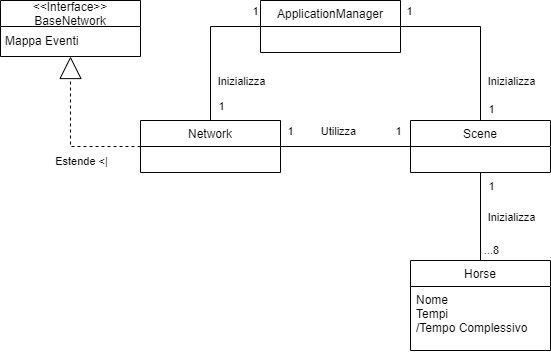 <<Interface>>
BaseNetwork
Mappa Eventi
1
ApplicationManager
1
Inizializza
1
Inizializza
1
Network
1
Utilizza
1
Scene
Estende <|
1
Inizializza
...8
Horse
Nome
Tempi
/Tempo Complessivo